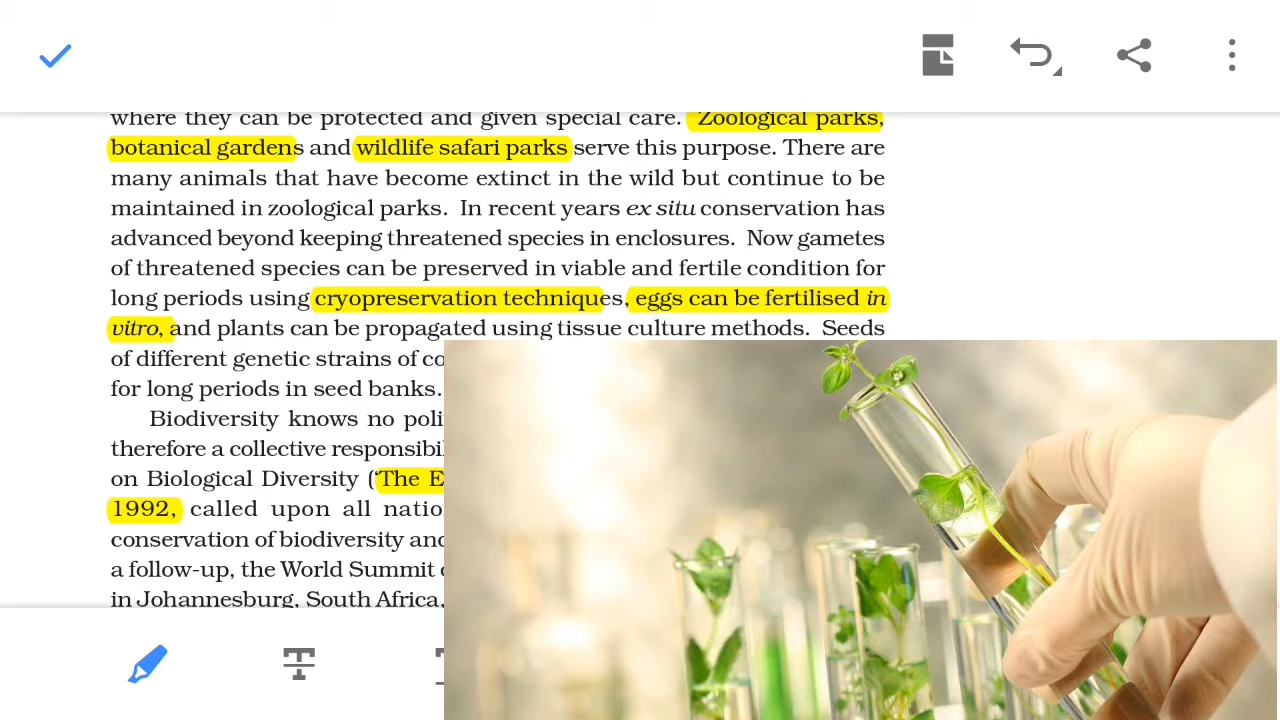 where they can be protected and given special care. Zoological parks,
botanical gardens and wildlife safari parks serve this purpose. There are
many animals that have become extinct in the wild but continue to be
maintained in zoological parks. In recent years ex situ conservation has
advanced beyond keeping threatened species in enclosures. Now gametes
of threatened species can be preserved in viable and fertile condition for
long periods using cryopreservation techniques, eggs can be fertilised in
vitro, and plants can be propagated using tissue culture methods. Seeds
of different genetic strains of co
for long periods in seed banks.
Biodiversity knows no poli
therefore a collective responsibil
on Biological Diversity (‘The E
1992, called upon all natio
conservation of biodiversity and
a follow-up, the World Summit
in Johannesburg, South Africa,